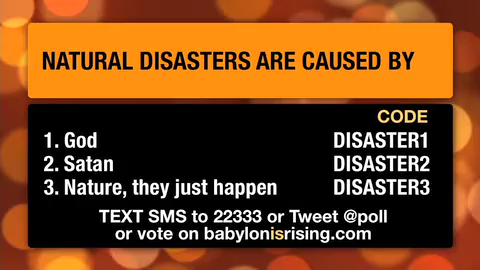 NATURAL DISASTERS ARE CAUSED BY
CODE
1. God DISASTER1
2. Satan DISASTER2
3. Nature, they just happen DISASTER3
TEXT SMS to 22333 or Tweet @poll
or vote on babylonisrising.com